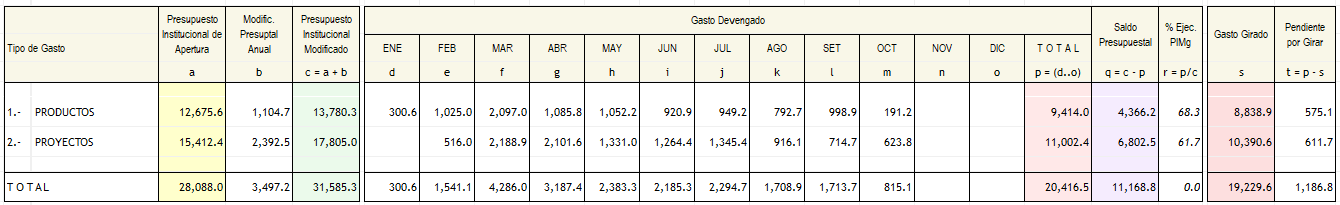 Tipo de Gasto | Presupuesto Institucional de Apertura | Modific. Presuptal Anual | Presupuesto Institucional Modificado | Gasto Devengado | Saldo Presupuestal | % Ejec. PIMg | Gasto Girado | Pendiente por Girar
ENE | FEB | MAR | ABR | MAY | JUN | JUL | AGO | SET | OCT | NOV | DIC | T O T A L
a | b | c = a + b | d | e | f | g | h | i | j | k | l | m | n | o | p = (d..o) | q = c - p | r = p/c | s | t = p - s
1.- | PRODUCTOS | 12,675.6 | 1,104.7 | 13,780.3 | 300.6 | 1,025.0 | 2,097.0 | 1,085.8 | 1,052.2 | 920.9 | 949.2 | 792.7 | 998.9 | 191.2 | 9,414.0 | 4,366.2 | 68.3 | 8,838.9 | 575.1
2.- | PROYECTOS | 15,412.4 | 2,392.5 | 17,805.0 | 516.0 | 2,188.9 | 2,101.6 | 1,331.0 | 1,264.4 | 1,345.4 | 916.1 | 714.7 | 623.8 | 11,002.4 | 6,802.5 | 61.7 | 10,390.6 | 611.7
T O T A L | 28,088.0 | 3,497.2 | 31,585.3 | 300.6 | 1,541.1 | 4,286.0 | 3,187.4 | 2,383.3 | 2,185.3 | 2,294.7 | 1,708.9 | 1,713.7 | 815.1 | 20,416.5 | 11,168.8 | 0.0 | 19,229.6 | 1,186.8